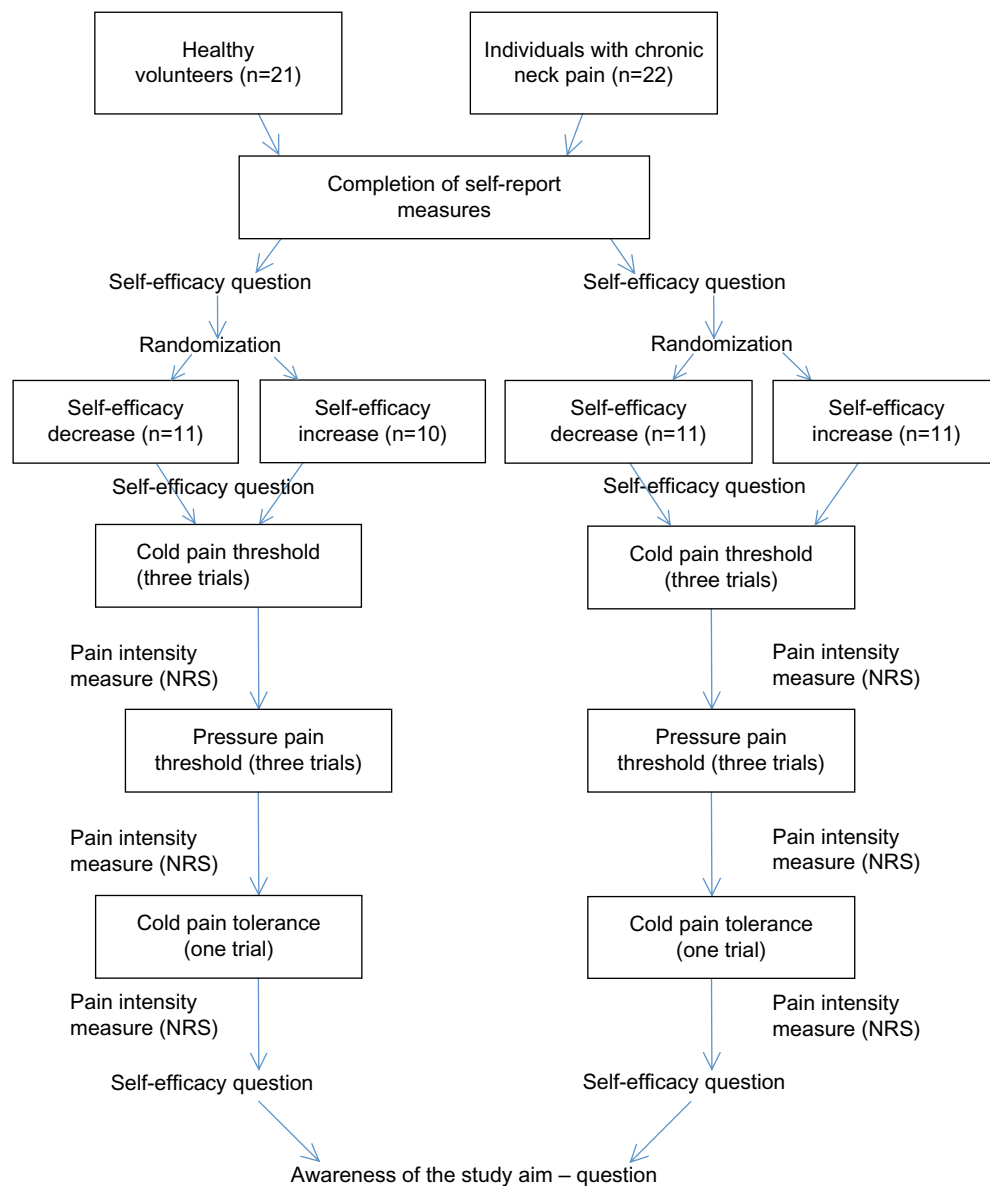 Healthy
volunteers (n=21)
Individuals with chronic
neck pain (n=22)
Completion of self-report
measures
Self-efficacy question
Self-efficacy question
Randomization
Randomization
Self-efficacy
decrease (n=11)
Self-efficacy
increase (n=10)
Self-efficacy
decrease (n=11)
Self-efficacy
increase (n=11)
Self-efficacy question
Self-efficacy question
Cold pain threshold
(three trials)
Cold pain threshold
(three trials)
Pain intensity
measure (NRS)
Pain intensity
measure (NRS)
Pressure pain
threshold (three trials)
Pressure pain
threshold (three trials)
Pain intensity
measure (NRS)
Pain intensity
measure (NRS)
Cold pain tolerance
(one trial)
Cold pain tolerance
(one trial)
Pain intensity
measure (NRS)
Pain intensity
measure (NRS)
Self-efficacy question
Self-efficacy question
Awareness of the study aim – question